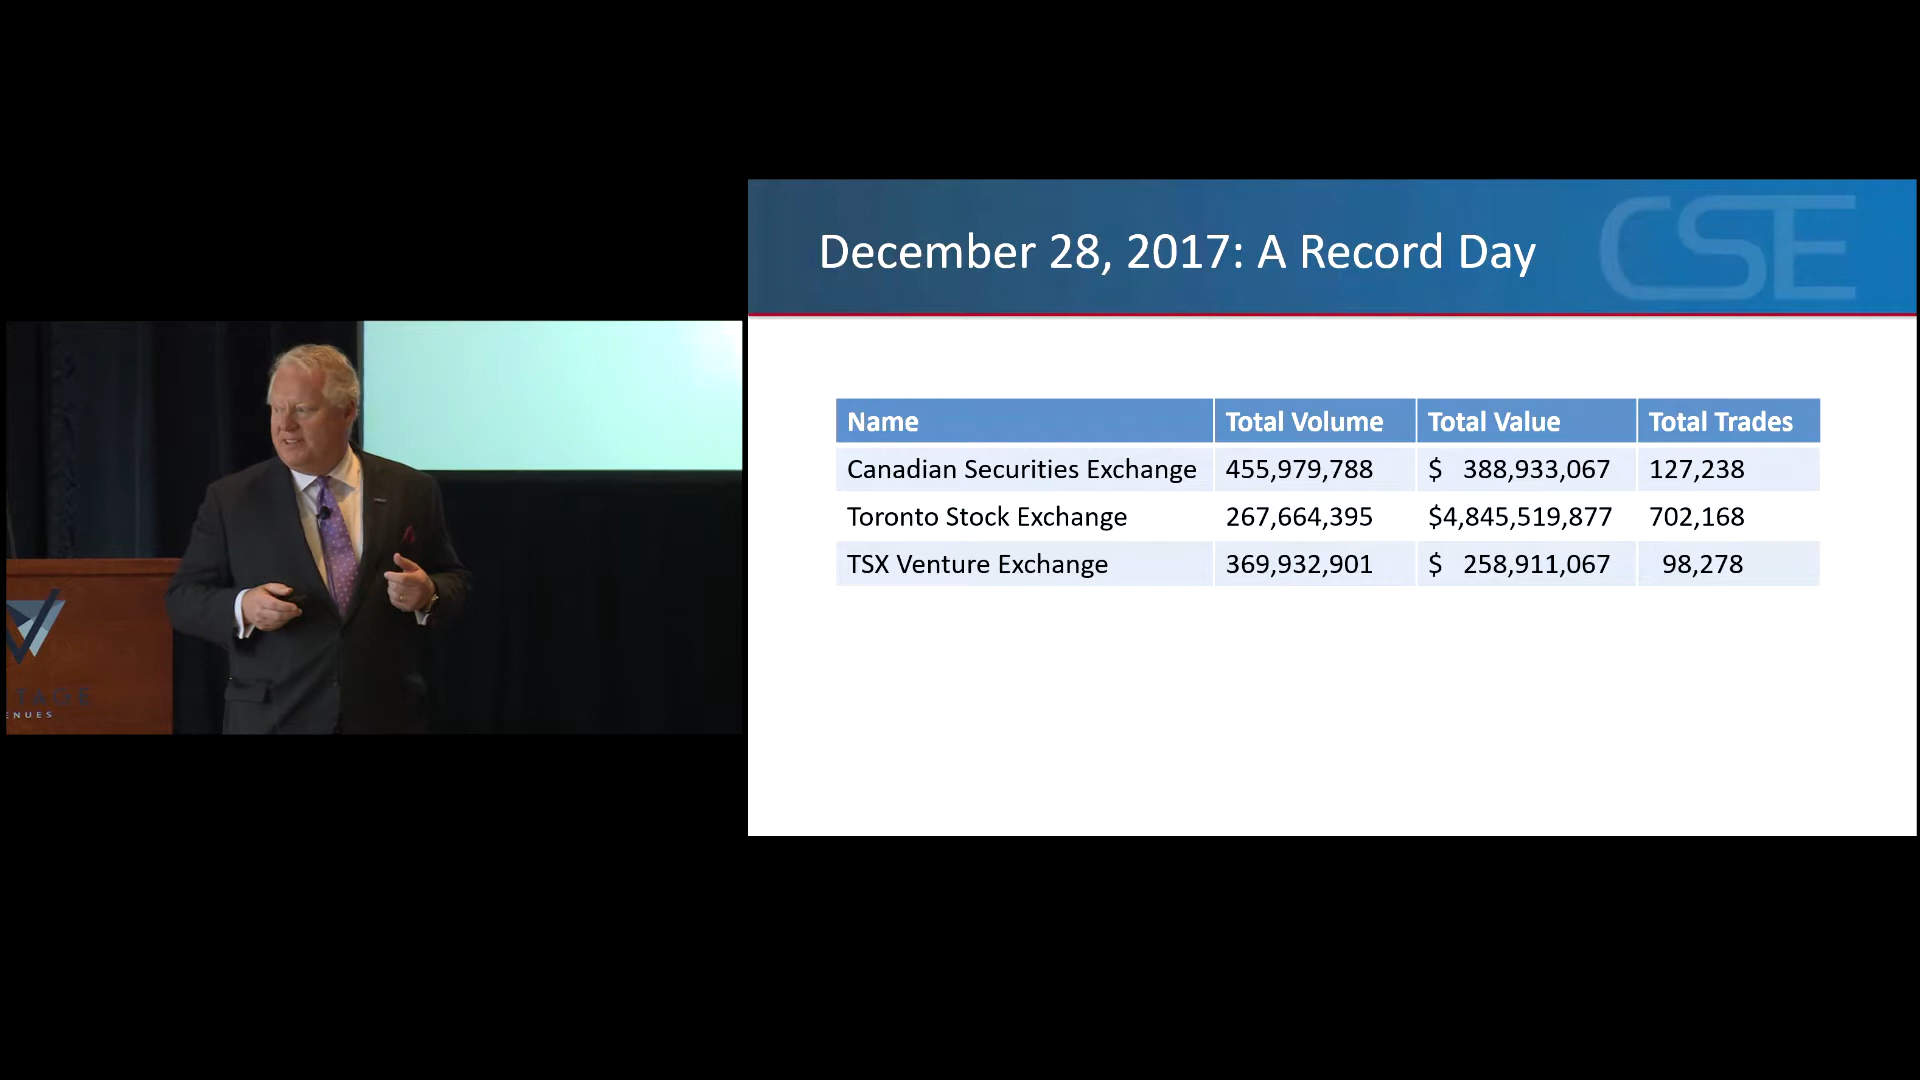 CSE
December 28, 2017: A Record Day
Name Total Volume Total Value Total Trades
Canadian Securities Exchange 455,979,788 $ 388,933,067 127,238
Toronto Stock Exchange 267,664,395 $4,845,519,877 702,168
TSX Venture Exchange 369,932,901 $ 258,911,067 98,278
TAGE
ENUES